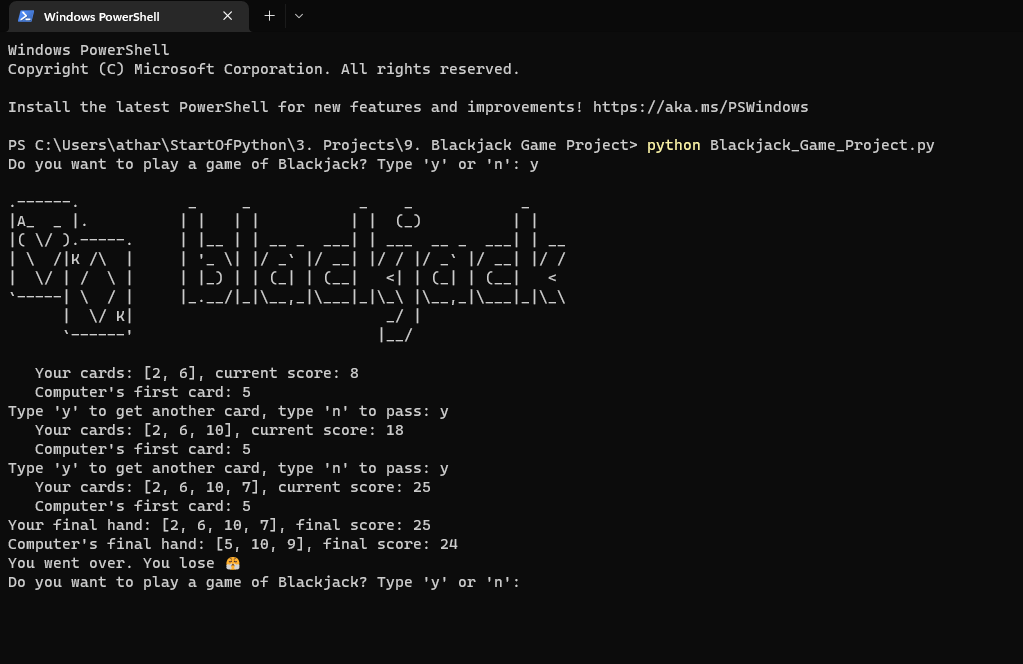 Windows PowerShell
Windows PowerShell
Copyright (C) Microsoft Corporation. All rights reserved.
Install the latest PowerShell for new features and improvements! https://aka.ms/PSWindows
PS C:\Users\athar\StartOfPython\3. Projects\9. Blackjack Game Project> python Blackjack_Game_Project.py
Do you want to play a game of Blackjack? Type 'y' or 'n': y
.------.            _     _            _    _            _
|A_  _ |.          | |   | |          | |  (_)          | |
|( \/ ).-----.     | |__ | | __ _  ___| | ___  __ _  ___| | __
| \  /|K /\  |     | '_ \| |/ _` |/ __| |/ / |/ _` |/ __| |/ /
|  \/ | /  \ |     | |_) | | (_| | (__|   <| | (_| | (__|   <
`-----| \  / |     |_.__/|_|\__,_|\___|_|\_\ |\__,_|\___|_|\_\
      |  \/ K|                            _/ |
      `------'                           |__/
Your cards: [2, 6], current score: 8
Computer's first card: 5
Type 'y' to get another card, type 'n' to pass: y
Your cards: [2, 6, 10], current score: 18
Computer's first card: 5
Type 'y' to get another card, type 'n' to pass: y
Your cards: [2, 6, 10, 7], current score: 25
Computer's first card: 5
Your final hand: [2, 6, 10, 7], final score: 25
Computer's final hand: [5, 10, 9], final score: 24
You went over. You lose 😤
Do you want to play a game of Blackjack? Type 'y' or 'n':